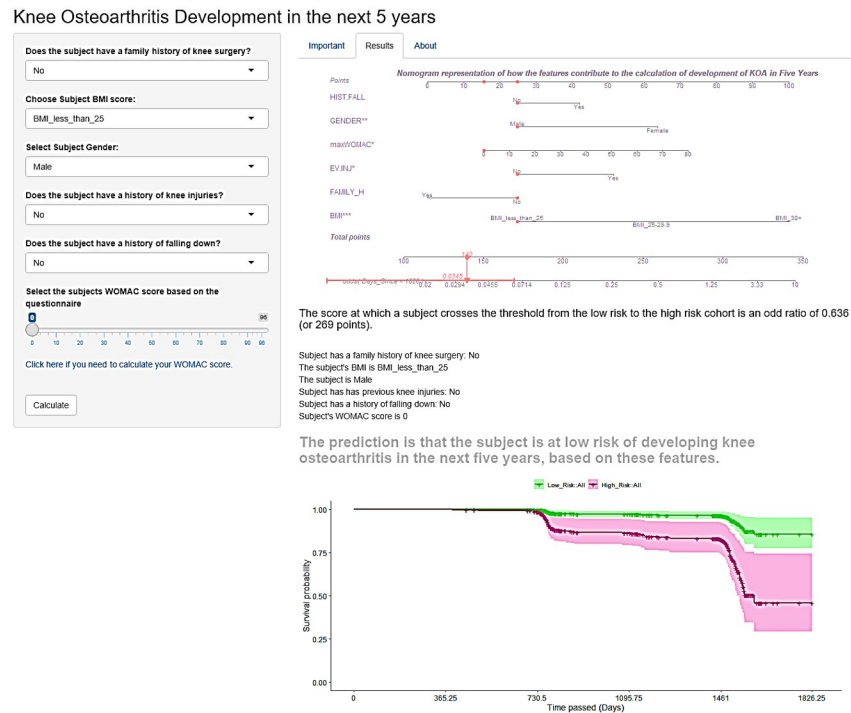 Knee Osteoarthritis Development in the next 5 years
Does the subject have a family history of knee surgery?
No
Choose Subject BMI score:
BMI_less_than_25
Select Subject Gender:
Male
Does the subject have a history of knee injuries?
No
Does the subject have a history of falling down?
No
Select the subjects WOMAC score based on the
questionnaire
0 96
0 10 20 30 40 50 60 70 80 90 96
Click here if you need to calculate your WOMAC score.
Calculate
Important Results About
Nomogram representation of how the features contribute to the calculation of development of KOA in Five Years
Points
0 10 20 30 40 50 60 70 80 90 100
HIST.FALL
No
Yes
GENDER**
Male
Female
maxWOMAC*
0 10 20 30 40 50 60 70 80
EV.INJ*
No
Yes
FAMILY_H
Yes
No
BMI***
BMI_less_than_25 BMI_30+
BMI_25-29.9
Total points
140
100 150 200 250 300 350
0.0345
0.02 0.0284 0.0455 0.0714 0.125 0.25 0.5 1.25 3.33 10
The score at which a subject crosses the threshold from the low risk to the high risk cohort is an odd ratio of 0.636
(or 269 points).
Subject has a family history of knee surgery: No
The subject's BMI is BMI_less_than_25
The subject is Male
Subject has has previous knee injuries: No
Subject has a history of falling down: No
Subject's WOMAC score is 0
The prediction is that the subject is at low risk of developing knee
osteoarthritis in the next five years, based on these features.
Low_Risk:All High_Risk:All
Survival probability
1.00
0.75
0.50
0.25
0.00
0 365.25 730.5 1095.75 1461 1826.25
Time passed (Days)